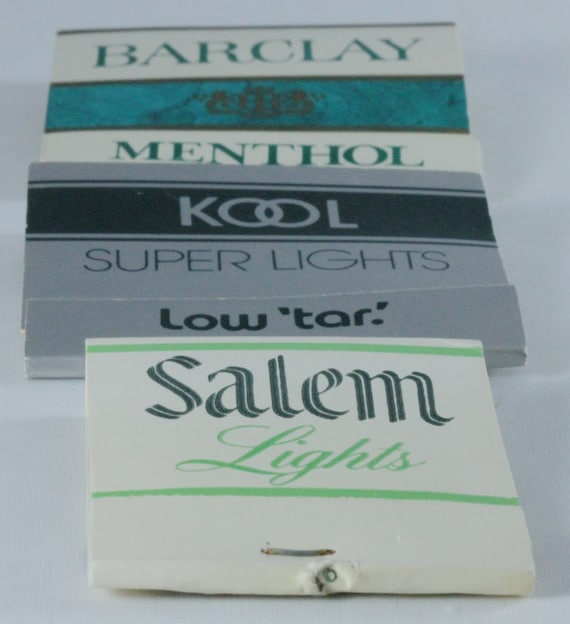 BARCLAY
MENTHOL
KOOL
SUPER LIGHTS
Low 'tar.'
Salem
Lights